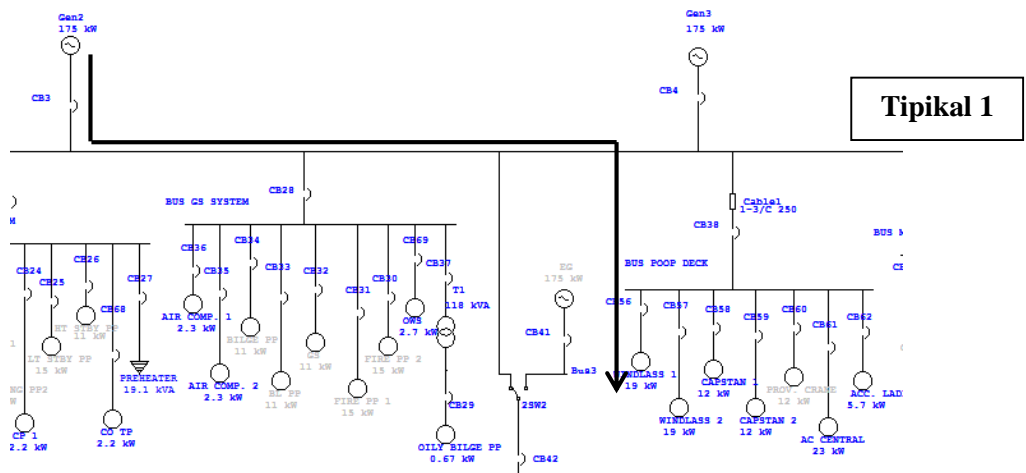 Gen2
175 kW
CB3
Gen3
175 kW
CB4
Tipikal 1
CB28
BUS GS SYSTEM
Cable1
1-3/C 250
CB38
BUS POOP DECK
BUS
CB24
CB25
CB26
CB68
CB27
HT STBY PP
11 kW
LT STBY PP
15 kW
PREHEATER
19.1 kVA
CP 1
2.2 kW
CO TP
2.2 kW
CB36
CB35
CB34
CB33
CB32
CB31
CB30
CB69
CB37
T1
118 kVA
AIR COMP. 1
2.3 kW
AIR COMP. 2
2.3 kW
BILGE PP
11 kW
BL PP
11 kW
GS
11 kW
FIRE PP 1
15 kW
FIRE PP 2
15 kW
OWS
2.7 kW
CB29
OILY BILGE PP
0.67 kW
EG
175 kW
CB41
Bus3
2SW2
CB42
CB56
CB57
CB58
CB59
CB60
CB61
CB62
WINDLASS 1
19 kW
WINDLASS 2
19 kW
CAPSTAN 1
12 kW
CAPSTAN 2
12 kW
PROV. CRANE
12 kW
AC CENTRAL
23 kW
ACC. LAD
5.7 kW